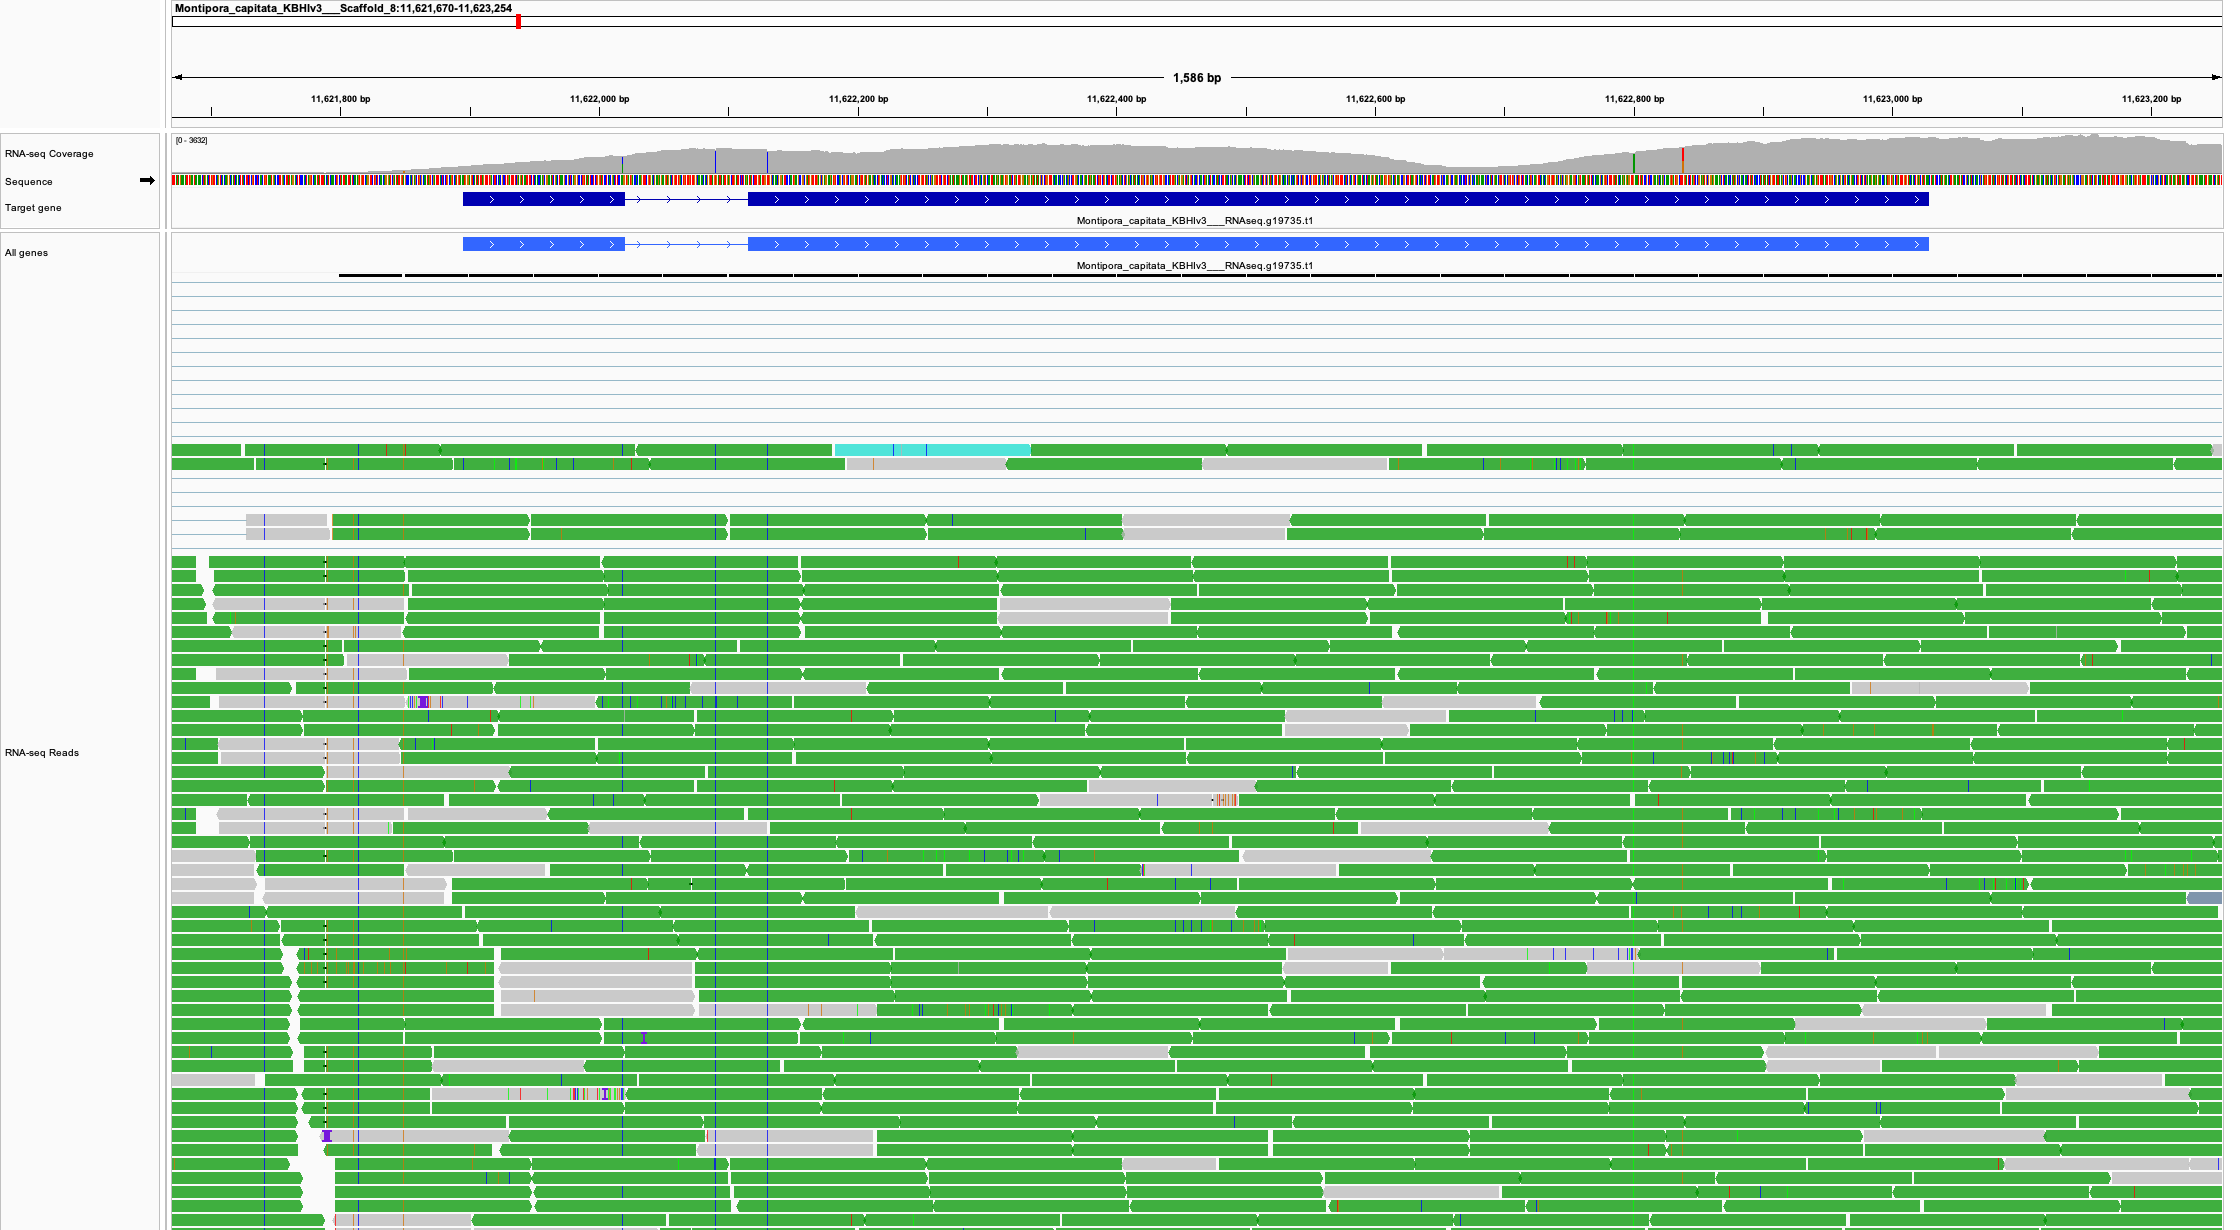 Montipora_capitata_KBHIv3___Scaffold_8:11,621,670-11,623,254
1,586 bp
11,621,800 bp 11,622,000 bp 11,622,200 bp 11,622,400 bp 11,622,600 bp 11,622,800 bp 11,623,000 bp 11,623,200 bp
[0 - 3632]
RNA-seq Coverage
Sequence
Target gene
Montipora_capitata_KBHIv3___RNAseq.g19735.t1
All genes
Montipora_capitata_KBHIv3___RNAseq.g19735.t1
RNA-seq Reads